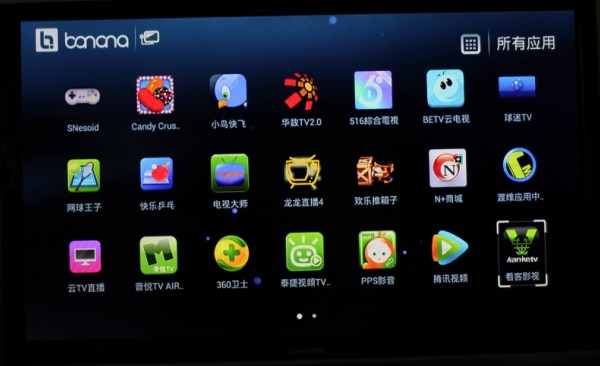 banana
所有应用
SNesoid
Candy Crus..
小鸟快飞
华数TV2.0
516綜合電視
BETV云电视
球迷TV
网球王子
快乐乒乓
电视大师
龙龙直播4
欢乐推箱子
N+商城
渡维应用中..
云TV直播
音悦TV AIR..
360卫士
泰捷视频TV..
PPS影音
腾讯视频
kanketv
看客影视